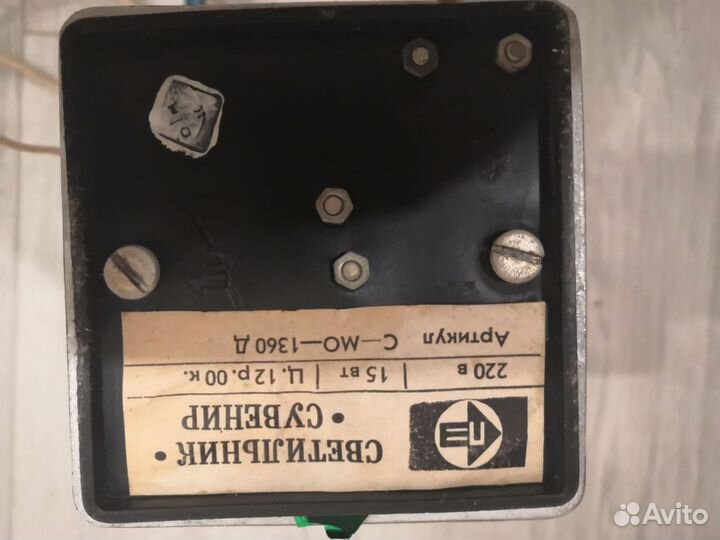 СВЕТИЛЬНИК •
• СУВЕНИР
220 в | 15 вт | Ц. 12 р. 00 к.
Артикул С—МО—1360 Д
Avito